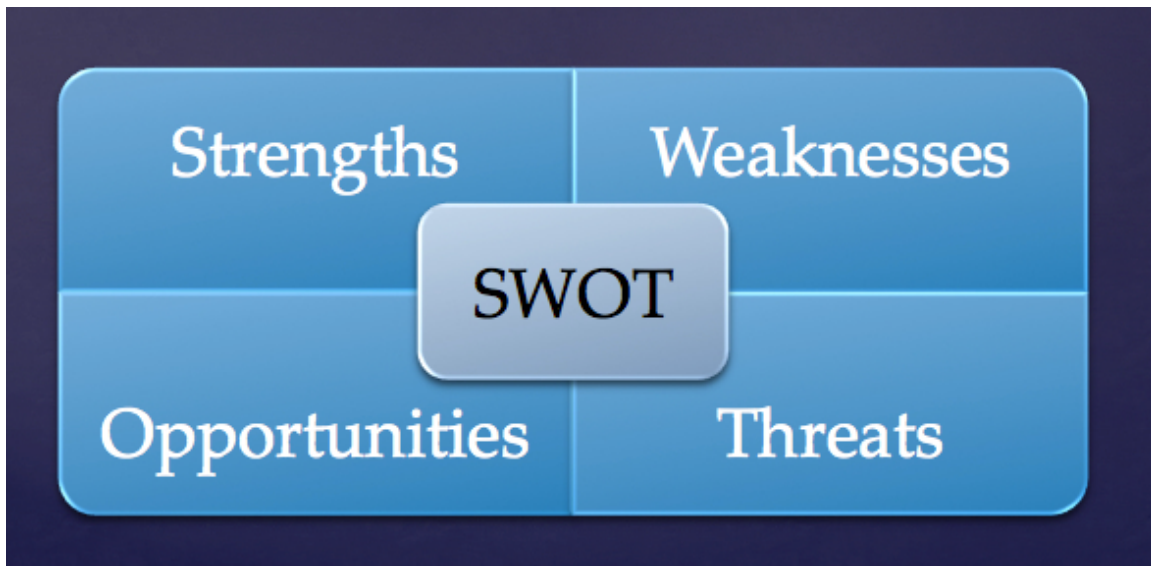 Strengths
Weaknesses
SWOT
Opportunities
Threats